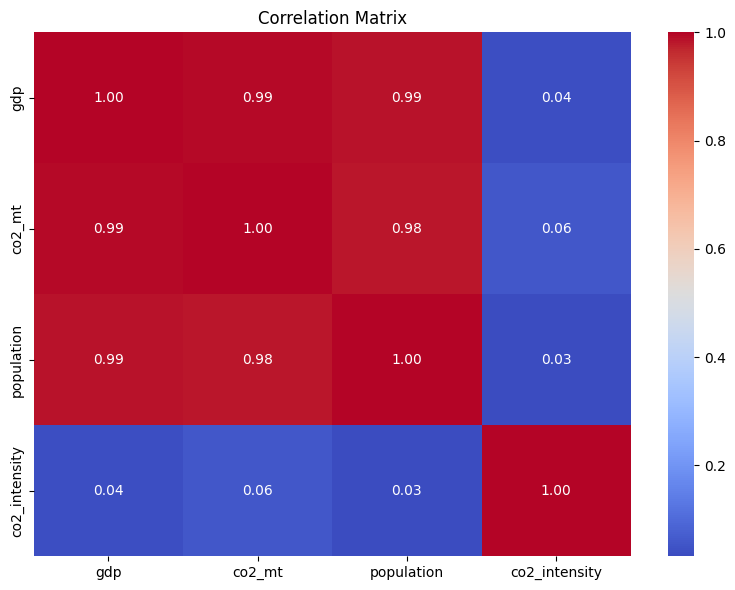 Correlation Matrix
gdp 1.00 0.99 0.99 0.04
co2_mt 0.99 1.00 0.98 0.06
population 0.99 0.98 1.00 0.03
co2_intensity 0.04 0.06 0.03 1.00
gdp co2_mt population co2_intensity
1.0
0.8
0.6
0.4
0.2